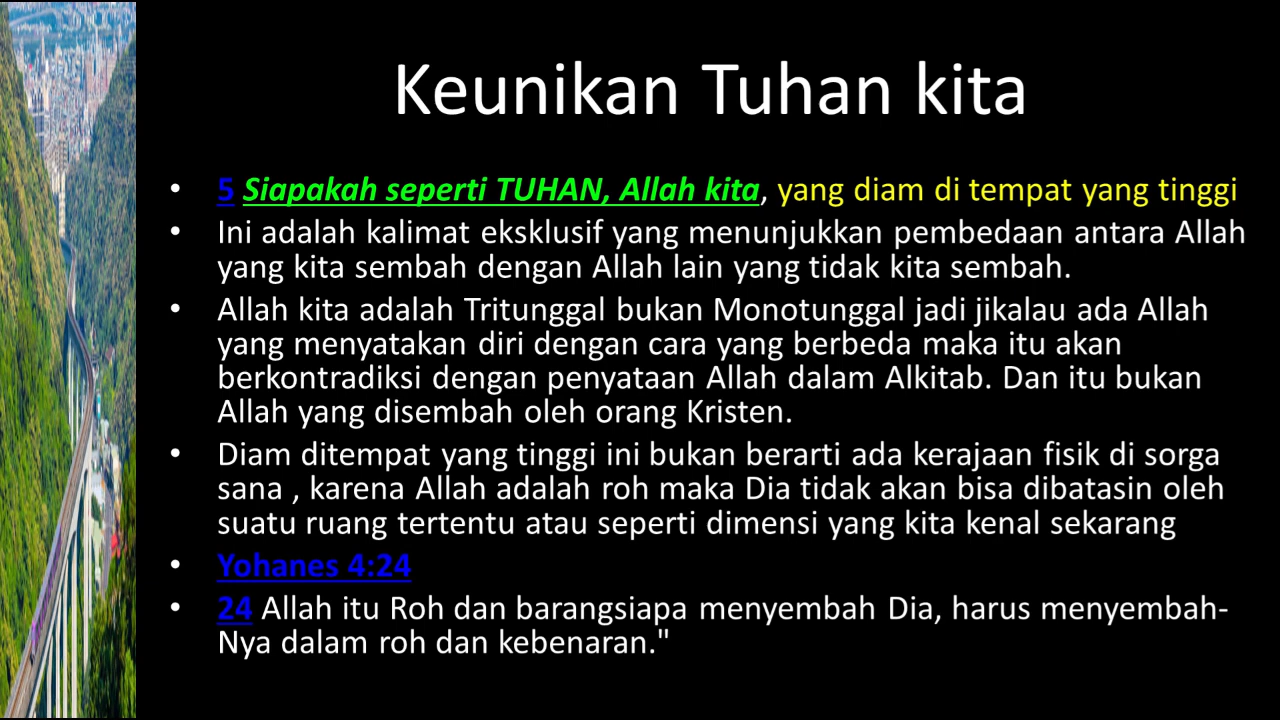 Keunikan Tuhan kita
• 5 Siapakah seperti TUHAN, Allah kita, yang diam di tempat yang tinggi
• Ini adalah kalimat eksklusif yang menunjukkan pembedaan antara Allah
yang kita sembah dengan Allah lain yang tidak kita sembah.
• Allah kita adalah Tritunggal bukan Monotunggal jadi jikalau ada Allah
yang menyatakan diri dengan cara yang berbeda maka itu akan
berkontradiksi dengan penyataan Allah dalam Alkitab. Dan itu bukan
Allah yang disembah oleh orang Kristen.
• Diam ditempat yang tinggi ini bukan berarti ada kerajaan fisik di sorga
sana , karena Allah adalah roh maka Dia tidak akan bisa dibatasin oleh
suatu ruang tertentu atau seperti dimensi yang kita kenal sekarang
• Yohanes 4:24
• 24 Allah itu Roh dan barangsiapa menyembah Dia, harus menyembah-
Nya dalam roh dan kebenaran."